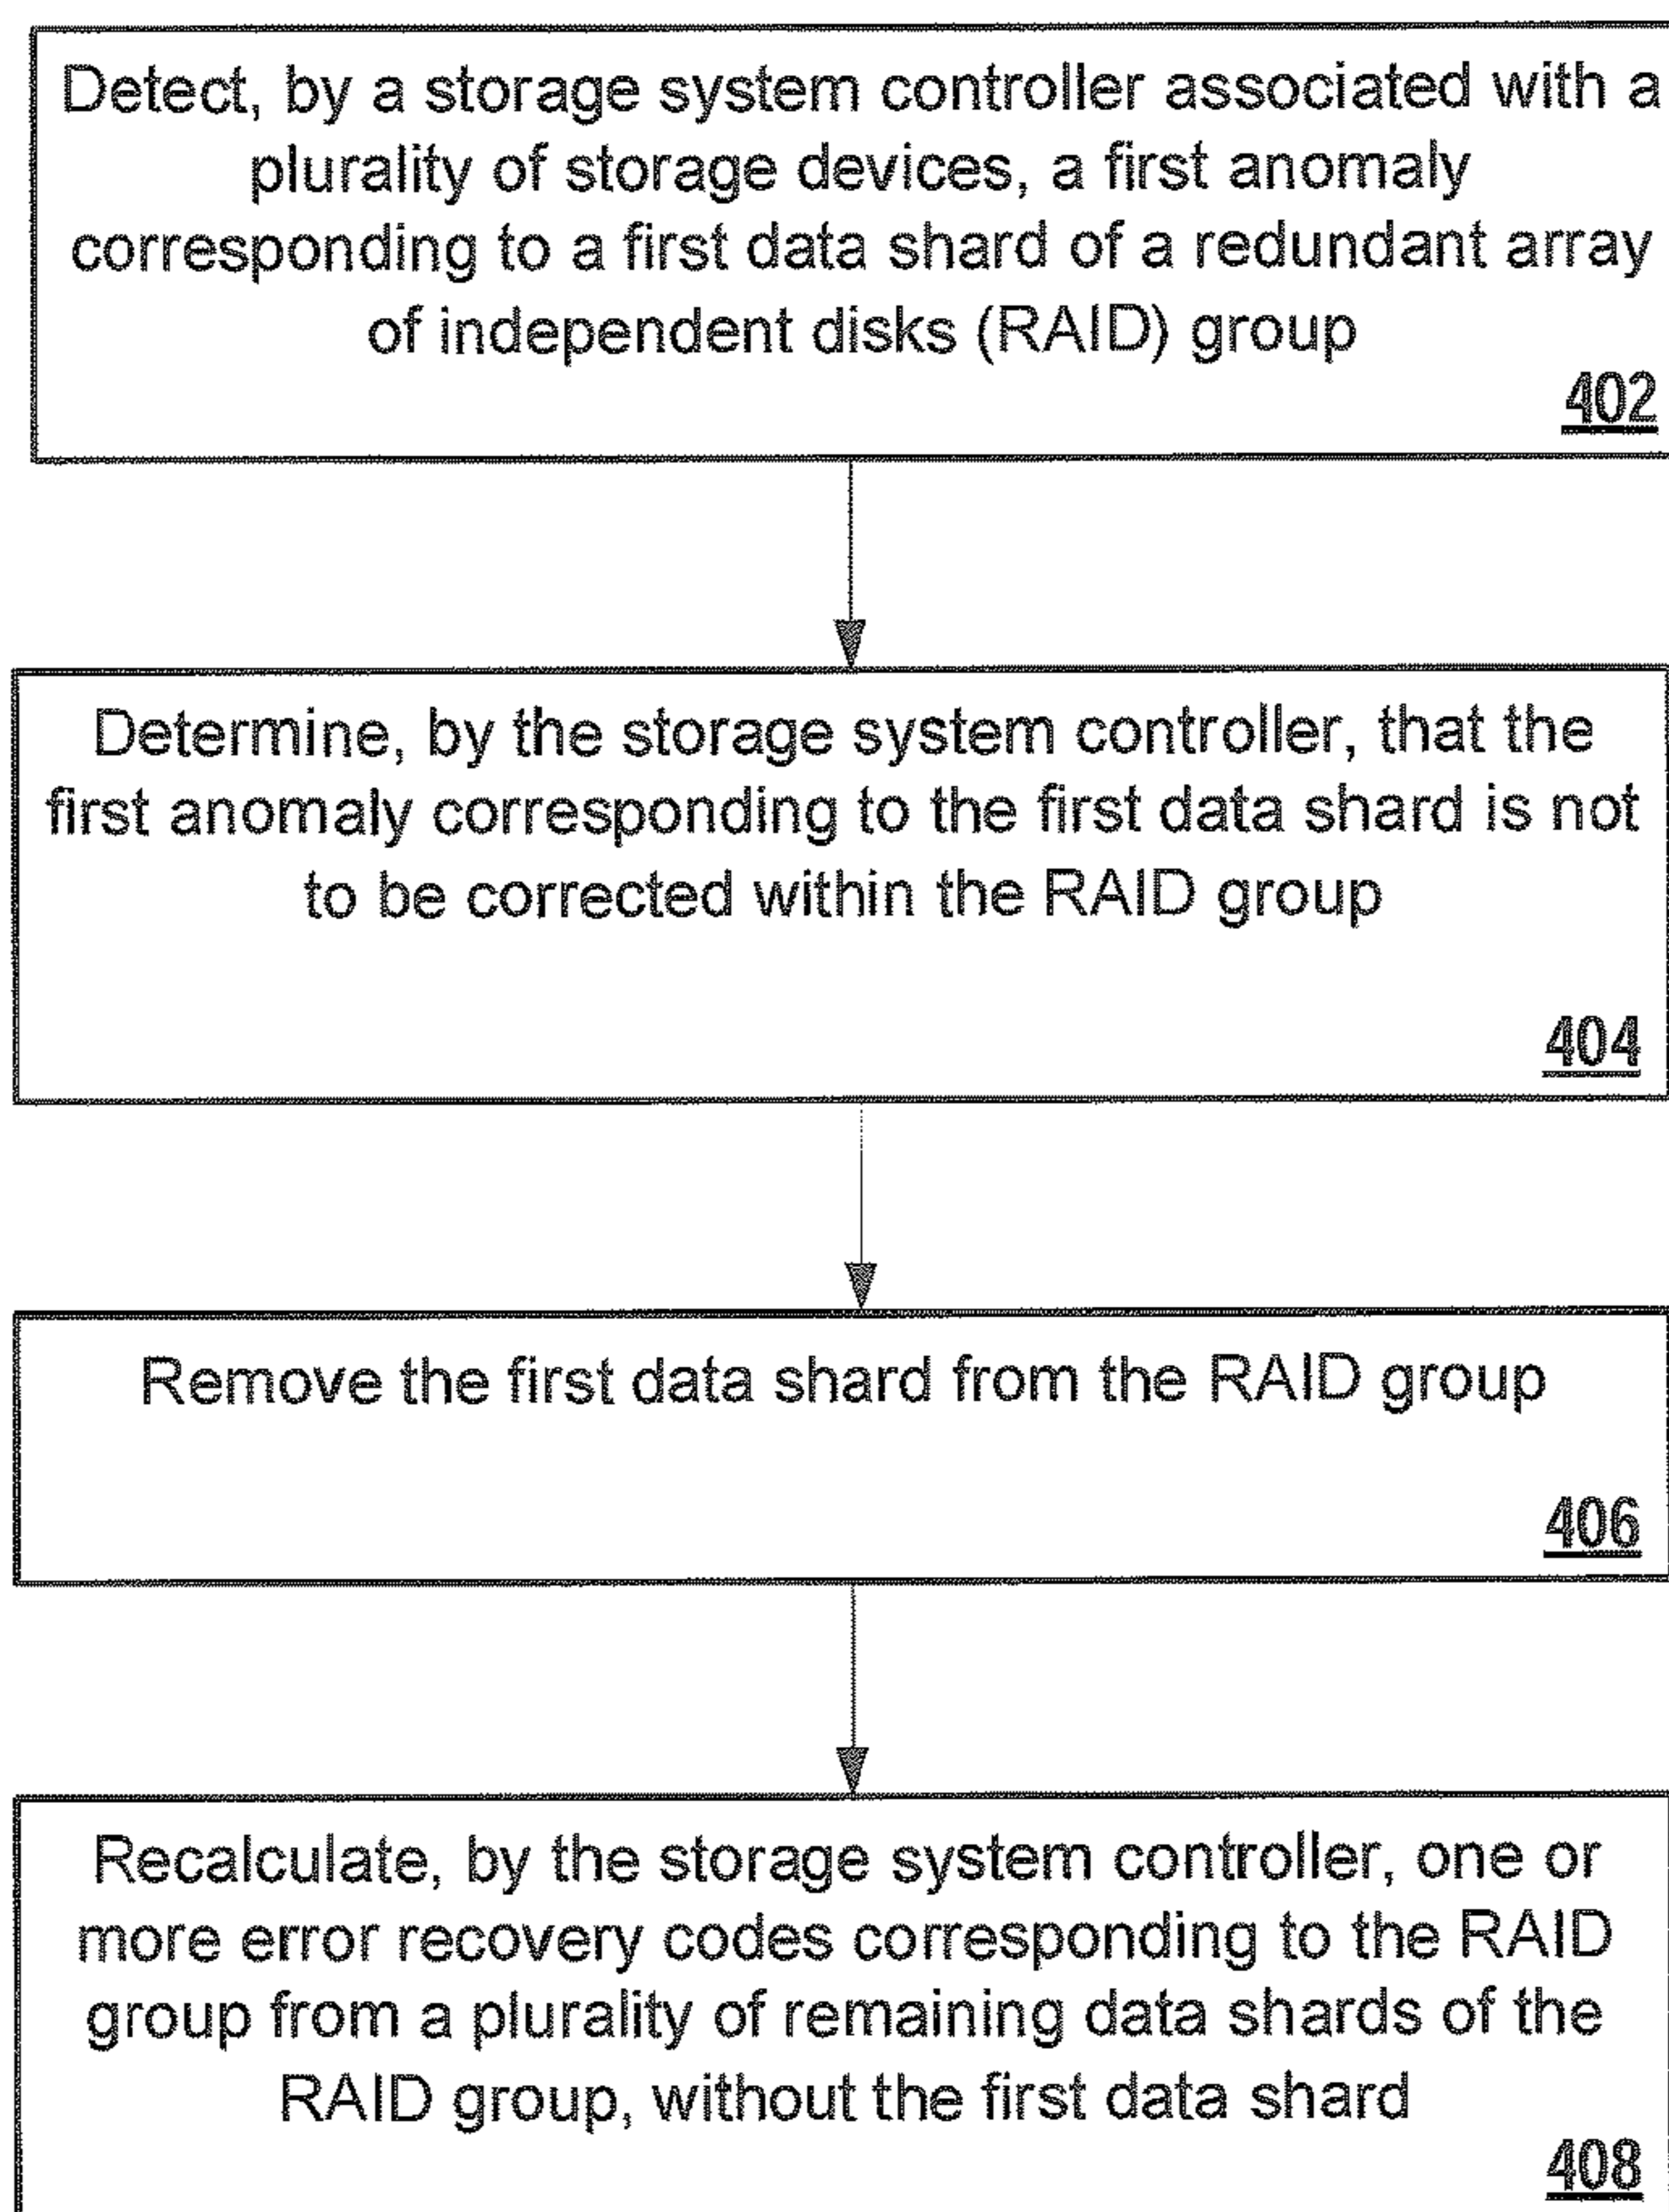 Detect, by a storage system controller associated with a
plurality of storage devices, a first anomaly
corresponding to a first data shard of a redundant array
of independent disks (RAID) group
402
Determine, by the storage system controller, that the
first anomaly corresponding to the first data shard is not
to be corrected within the RAID group
404
Remove the first data shard from the RAID group
406
Recalculate, by the storage system controller, one or
more error recovery codes corresponding to the RAID
group from a plurality of remaining data shards of the
RAID group, without the first data shard
408